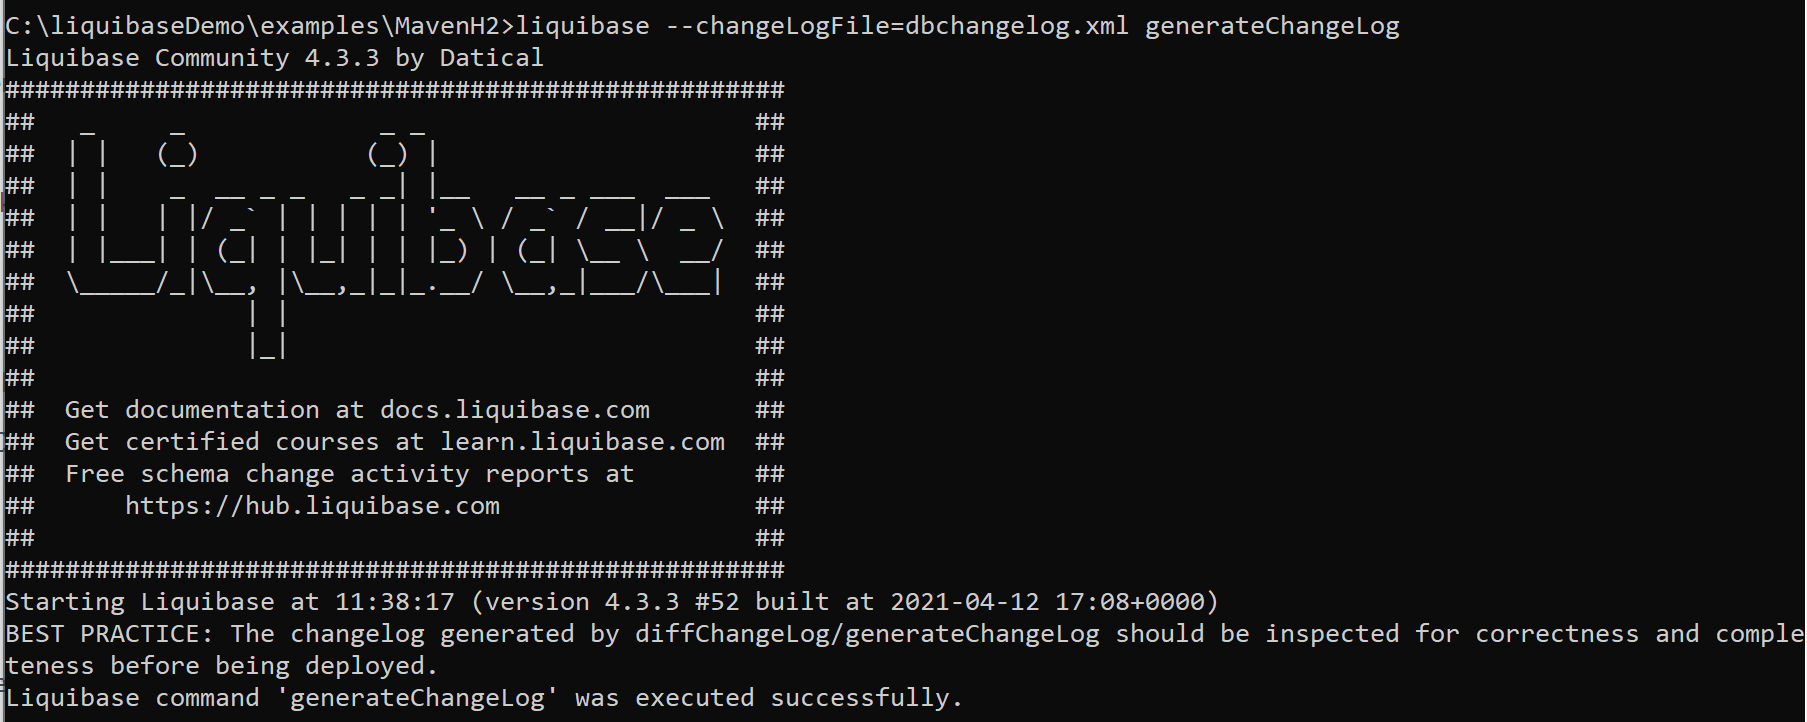 C:\liquibaseDemo\examples\MavenH2>liquibase --changeLogFile=dbchangelog.xml generateChangeLog
Liquibase Community 4.3.3 by Datical
####################################################
##   _     _             _ _                      ##
##  | |   (_)           (_) |                     ##
##  | |    _  __ _ _   _ _| |__   __ _ ___  ___   ##
##  | |   | |/ _` | | | | | '_ \ / _` / __|/ _ \  ##
##  | |___| | (_| | |_| | | |_) | (_| \__ \  __/  ##
##  \_____/_|\__, |\__,_|_|_.__/ \__,_|___/\___|  ##
##              | |                               ##
##              |_|                               ##
##                                                ##
##  Get documentation at docs.liquibase.com       ##
##  Get certified courses at learn.liquibase.com  ##
##  Free schema change activity reports at        ##
##      https://hub.liquibase.com                 ##
##                                                ##
####################################################
Starting Liquibase at 11:38:17 (version 4.3.3 #52 built at 2021-04-12 17:08+0000)
BEST PRACTICE: The changelog generated by diffChangeLog/generateChangeLog should be inspected for correctness and comple
teness before being deployed.
Liquibase command 'generateChangeLog' was executed successfully.